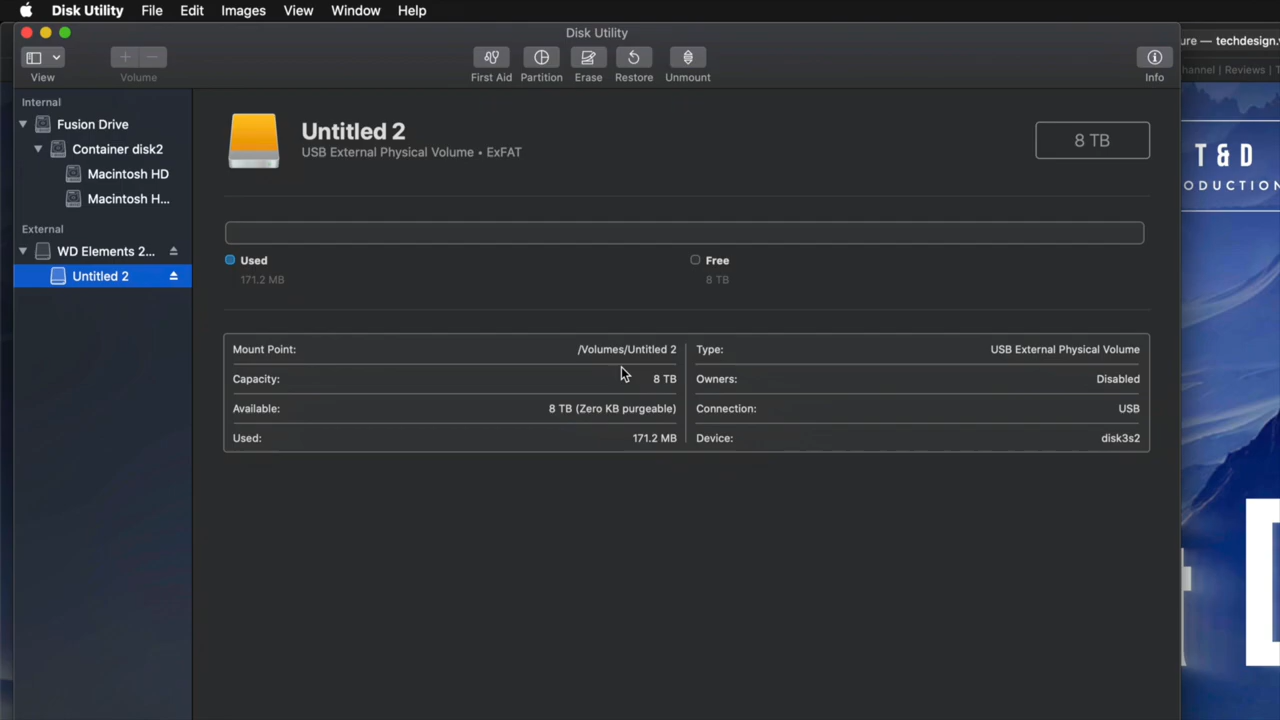 Disk Utility File Edit Images View Window Help
Disk Utility
ure — techdesign.
View
Volume
First Aid
Partition
Erase
Restore
Unmount
Info
hannel | Reviews |
Internal
Fusion Drive
Container disk2
Macintosh HD
Macintosh H...
External
WD Elements 2...
Untitled 2
Untitled 2
USB External Physical Volume • ExFAT
8 TB
Used
171.2 MB
Free
8 TB
Mount Point: /Volumes/Untitled 2
Capacity: 8 TB
Available: 8 TB (Zero KB purgeable)
Used: 171.2 MB
Type: USB External Physical Volume
Owners: Disabled
Connection: USB
Device: disk3s2
T & D
ODUCTION